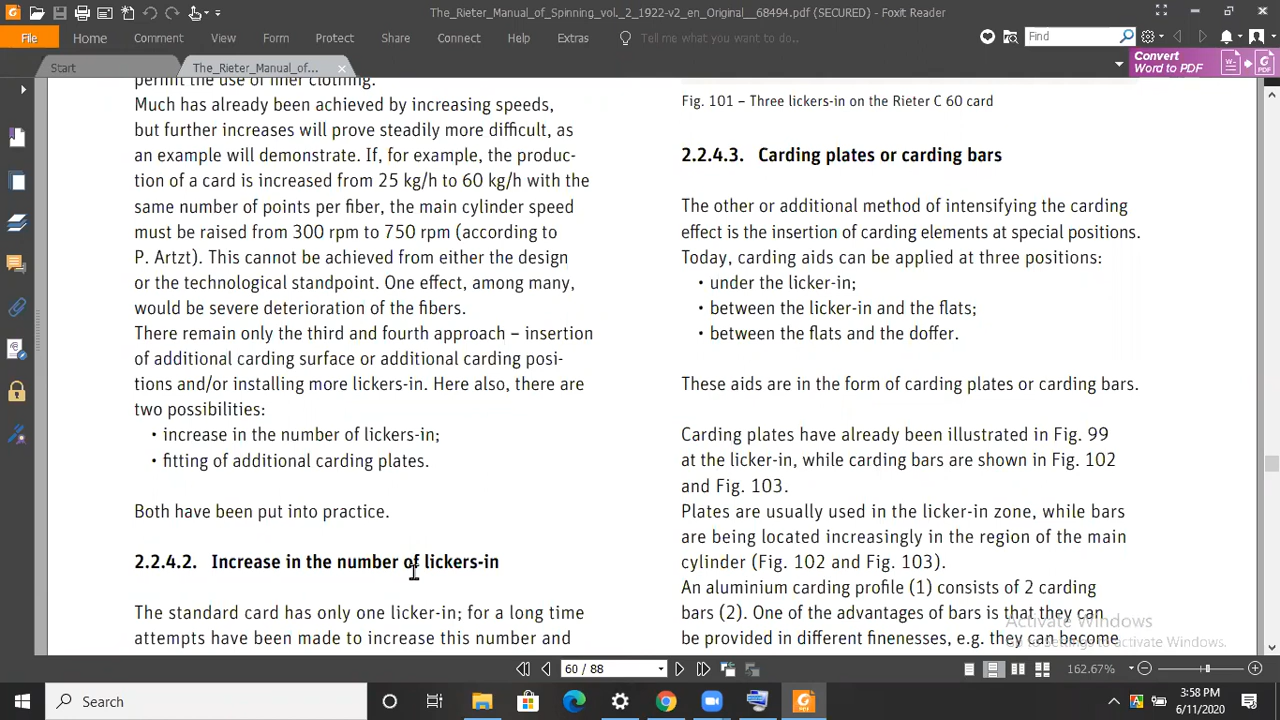 The_Rieter_Manual_of_Spinning_vol._2_1922-v2_en_Original__68494.pdf (SECURED) - Foxit Reader
File Home Comment View Form Protect Share Connect Help Extras Tell me what you want to do.. Find
Start The_Rieter_Manual_of... Convert Word to PDF
permit the use of finer clothing.
Much has already been achieved by increasing speeds,
but further increases will prove steadily more difficult, as
an example will demonstrate. If, for example, the produc-
tion of a card is increased from 25 kg/h to 60 kg/h with the
same number of points per fiber, the main cylinder speed
must be raised from 300 rpm to 750 rpm (according to
P. Artzt). This cannot be achieved from either the design
or the technological standpoint. One effect, among many,
would be severe deterioration of the fibers.
There remain only the third and fourth approach – insertion
of additional carding surface or additional carding posi-
tions and/or installing more lickers-in. Here also, there are
two possibilities:
• increase in the number of lickers-in;
• fitting of additional carding plates.
Both have been put into practice.
2.2.4.2. Increase in the number of lickers-in
The standard card has only one licker-in; for a long time
attempts have been made to increase this number and
Fig. 101 – Three lickers-in on the Rieter C 60 card
2.2.4.3. Carding plates or carding bars
The other or additional method of intensifying the carding
effect is the insertion of carding elements at special positions.
Today, carding aids can be applied at three positions:
• under the licker-in;
• between the licker-in and the flats;
• between the flats and the doffer.
These aids are in the form of carding plates or carding bars.
Carding plates have already been illustrated in Fig. 99
at the licker-in, while carding bars are shown in Fig. 102
and Fig. 103.
Plates are usually used in the licker-in zone, while bars
are being located increasingly in the region of the main
cylinder (Fig. 102 and Fig. 103).
An aluminium carding profile (1) consists of 2 carding
bars (2). One of the advantages of bars is that they can
be provided in different finenesses, e.g. they can become
Activate Windows
Go to Settings to activate Windows.
60 / 88
162.67%
Search
3:58 PM
6/11/2020